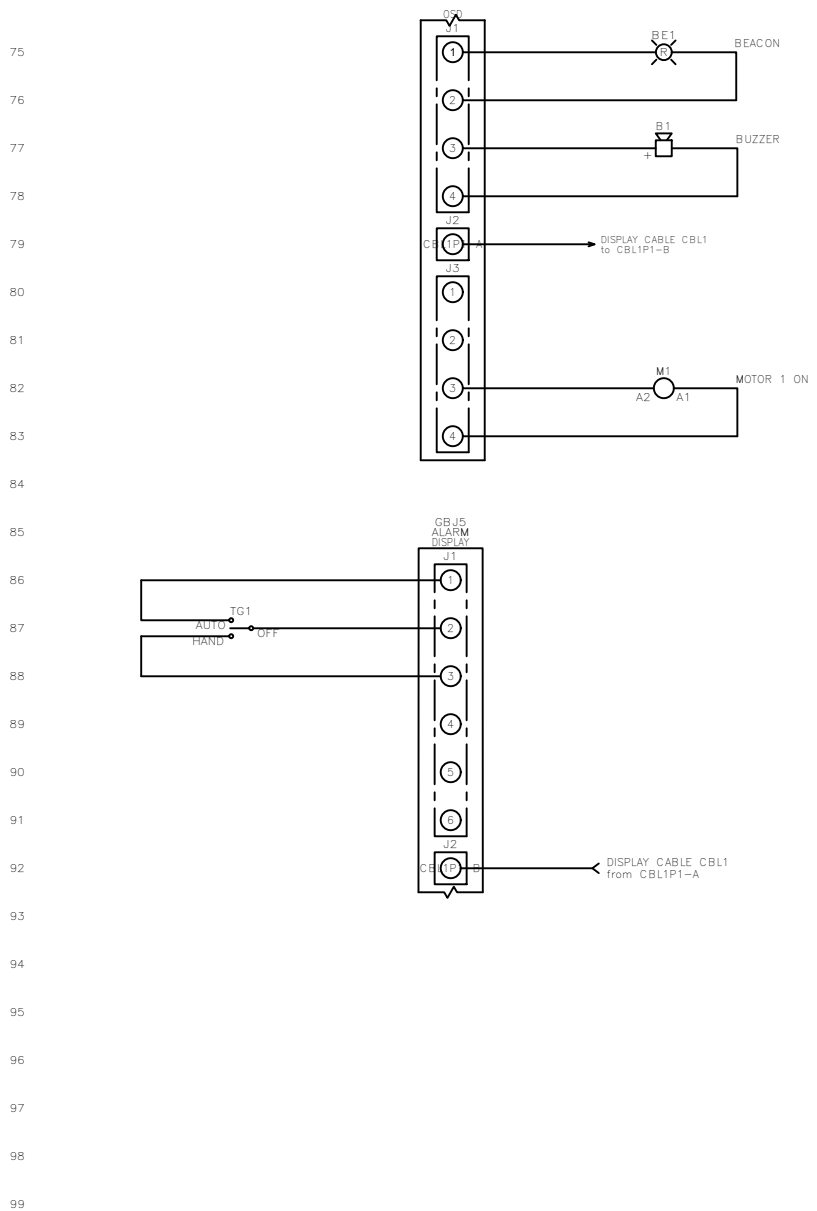 OSD
J1
75
1
BE1
R
BEACON
76
2
77
3
B1
+
BUZZER
78
4
J2
79
DISPLAY CABLE CBL1
to CBL1P1-B
J3
80
1
81
2
82
3
M1
A2
A1
MOTOR 1 ON
83
4
84
85
GBJ5
ALARM
DISPLAY
J1
86
1
TG1
87
AUTO
OFF
2
HAND
88
3
89
4
90
5
91
6
J2
92
DISPLAY CABLE CBL1
from CBL1P1-A
93
94
95
96
97
98
99